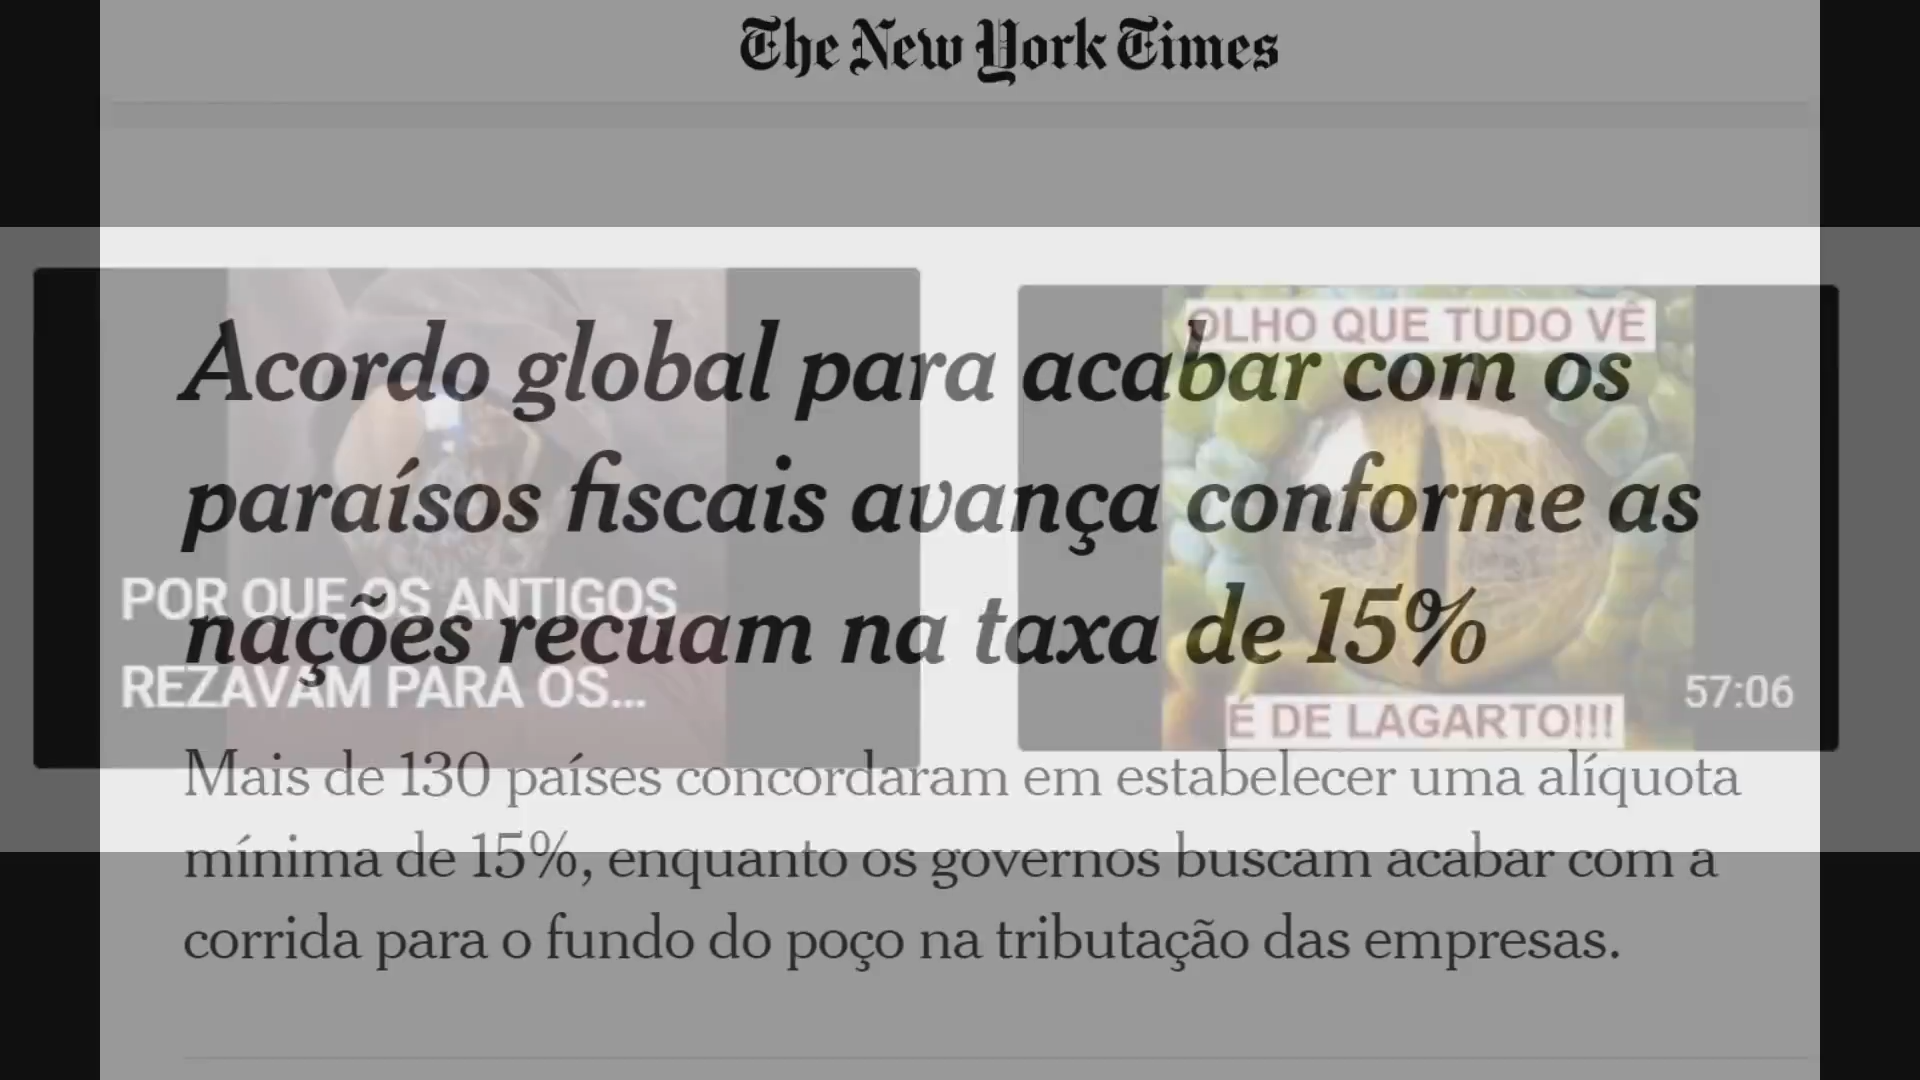 The New York Times
OLHO QUE TUDO VÊ
Acordo global para acabar com os
paraísos fiscais avança conforme as
POR QUE OS ANTIGOS
nações recuam na taxa de 15%
REZAVAM PARA OS...
57:06
É DE LAGARTO!!!
Mais de 130 países concordaram em estabelecer uma alíquota
mínima de 15%, enquanto os governos buscam acabar com a
corrida para o fundo do poço na tributação das empresas.